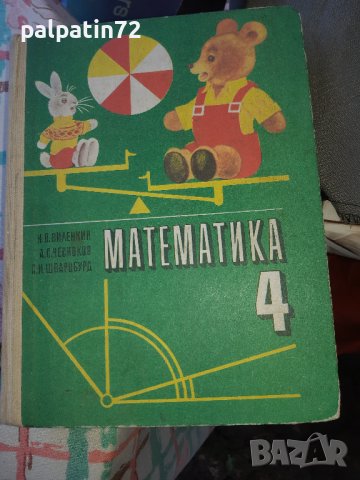 palpatin72
Н.Я.ВИЛЕНКИН
А.С.ЧЕСНОКОВ
С.И.ШВАРЦБУРД
МАТЕМАТИКА
4
BAZAR